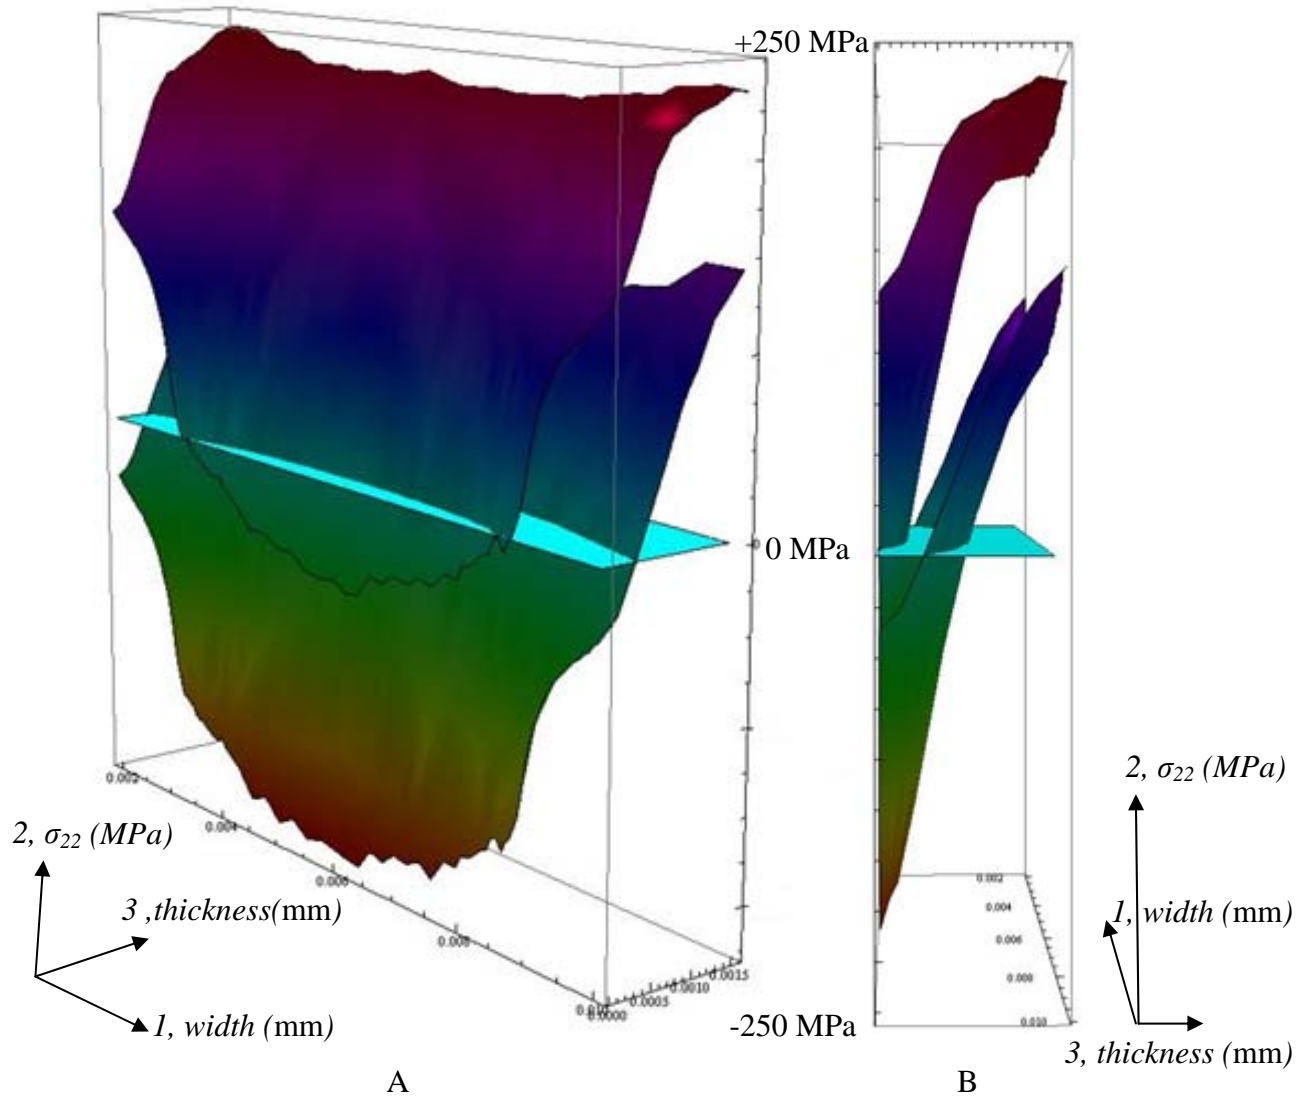 +250 MPa
0 MPa
-250 MPa
0.002
0.004
0.006
0.008
0.010
0.0000
0.0005
0.0010
0.0015
2, σ22 (MPa)
3 ,thickness(mm)
1, width (mm)
A
0.002
0.004
0.006
0.008
0.010
2, σ22 (MPa)
1, width (mm)
3, thickness (mm)
B